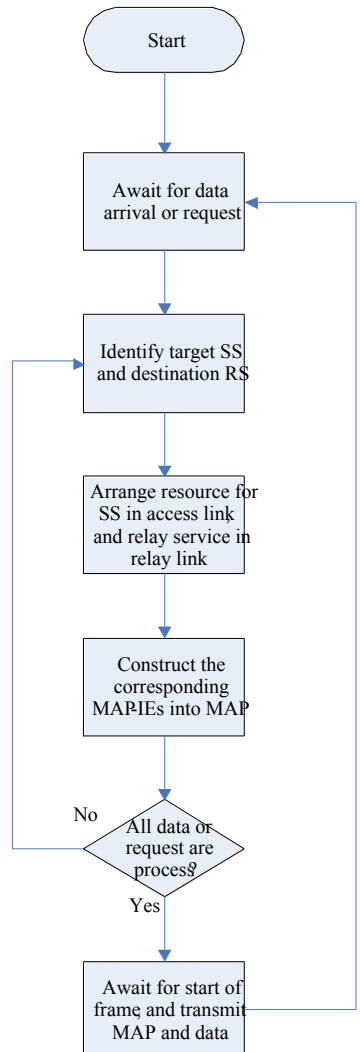 Start
Await for data
arrival or request
Identify target SS
and destination RS
Arrange resource for
SS in access link,
and relay service in
relay link
Construct the
corresponding
MAP-IEs into MAP
No
All data or
request are
process?
Yes
Await for start of
frame, and transmit
MAP and data